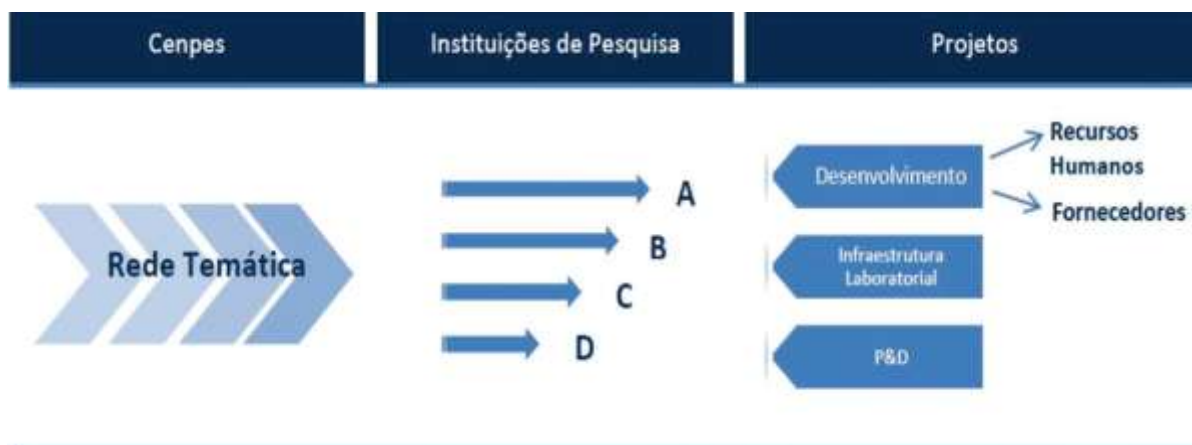 Cenpes
Instituições de Pesquisa
Projetos
Rede Temática
A
B
C
D
Desenvolvimento
Recursos
Humanos
Fornecedores
Infraestrutura
Laboratorial
P&D